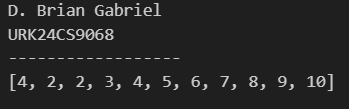 D. Brian Gabriel
URK24CS9068
------------------
[4, 2, 2, 3, 4, 5, 6, 7, 8, 9, 10]